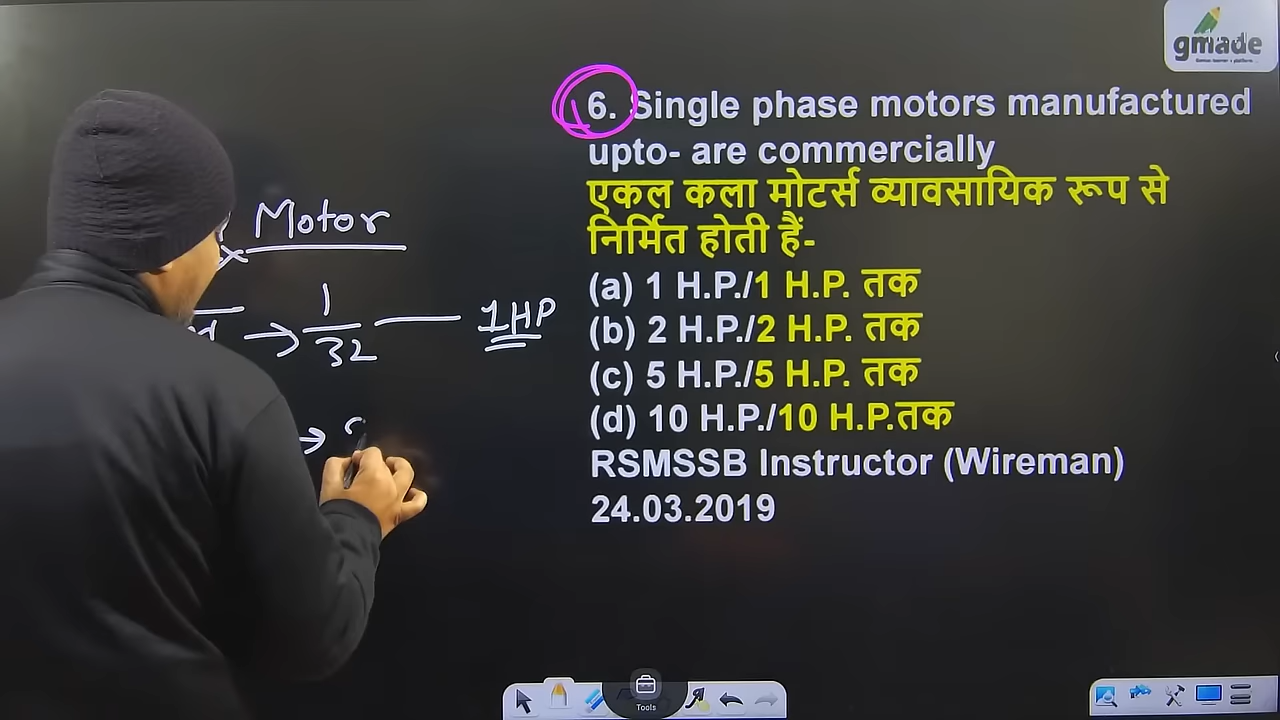 gmade
6. Single phase motors manufactured
upto- are commercially
एकल कला मोटर्स व्यावसायिक रूप से
निर्मित होती हैं-
(a) 1 H.P./1 H.P. तक
(b) 2 H.P./2 H.P. तक
(c) 5 H.P./5 H.P. तक
(d) 10 H.P./10 H.P.तक
RSMSSB Instructor (Wireman)
24.03.2019
Motor
→ 1/32 — 1HP
→
Tools